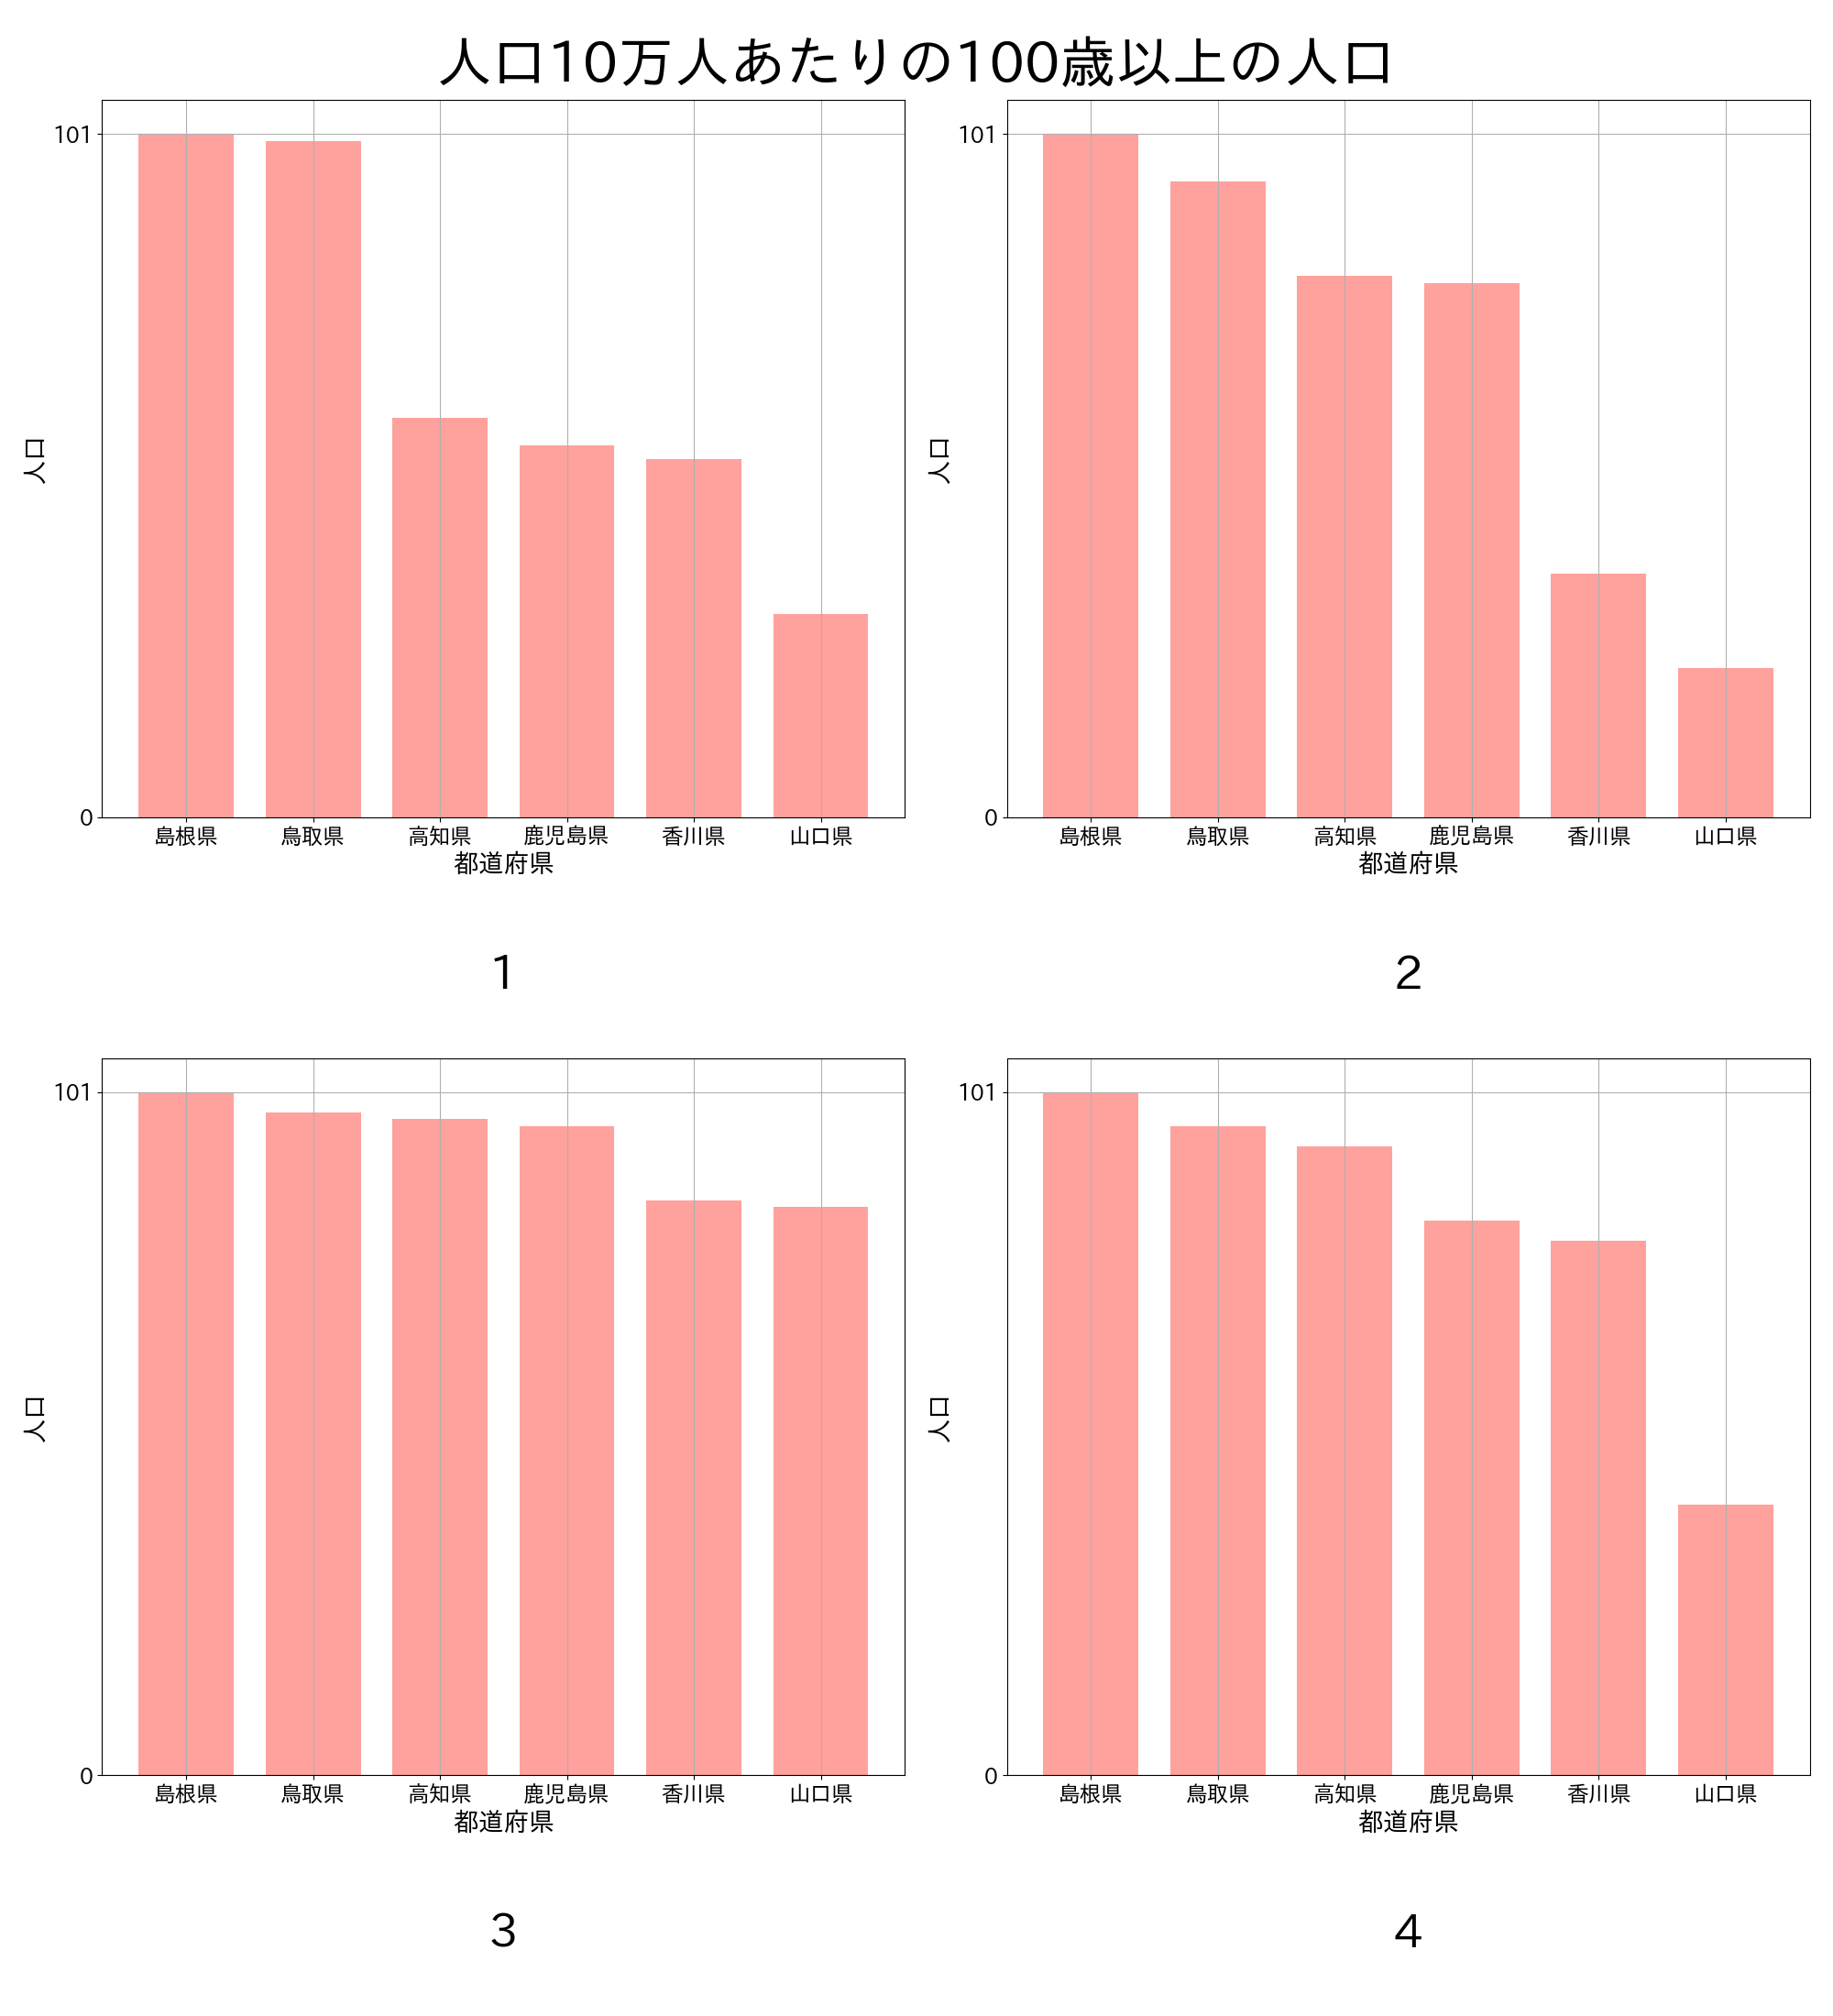 人口10万人あたりの100歳以上の人口
101
0
人口
島根県 鳥取県 高知県 鹿児島県 香川県 山口県
都道府県
1
101
0
人口
島根県 鳥取県 高知県 鹿児島県 香川県 山口県
都道府県
2
101
0
人口
島根県 鳥取県 高知県 鹿児島県 香川県 山口県
都道府県
3
101
0
人口
島根県 鳥取県 高知県 鹿児島県 香川県 山口県
都道府県
4